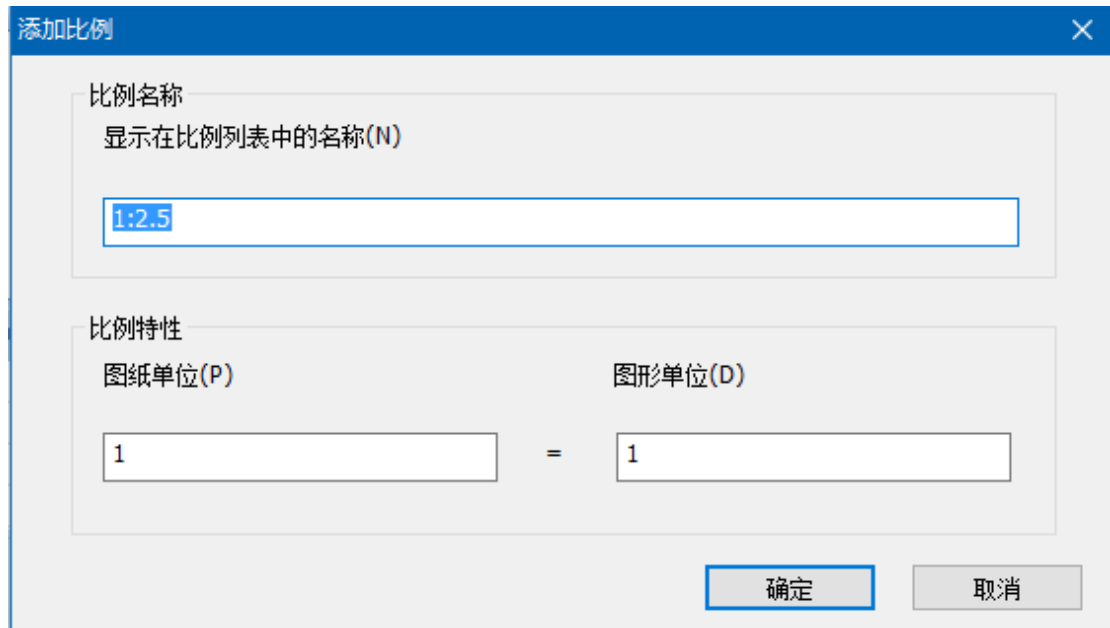 添加比例
比例名称
显示在比例列表中的名称(N)
1:2.5
比例特性
图纸单位(P) 图形单位(D)
1 = 1
确定 取消